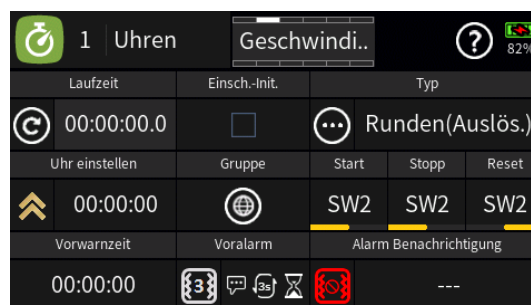 1 Uhren Geschwindi.. ? 82%
Laufzeit Einsch.-Init. Typ
00:00:00.0 Runden(Auslös.)
Uhr einstellen Gruppe Start Stopp Reset
00:00:00 SW2 SW2 SW2
Vorwarnzeit Voralarm Alarm Benachrichtigung
00:00:00 3 3s ---